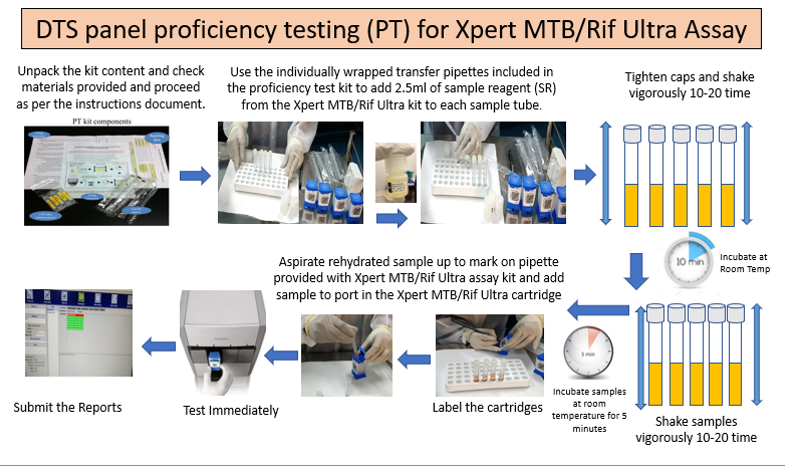 DTS panel proficiency testing (PT) for Xpert MTB/Rif Ultra Assay
Unpack the kit content and check
materials provided and proceed
as per the instructions document.
PT kit components
Use the individually wrapped transfer pipettes included
in the proficiency test kit to add 2.5ml of sample reagent (SR)
from the Xpert MTB/Rif Ultra kit to each sample tube.
Tighten caps and shake
vigorously 10-20 time
10 min
Incubate at
Room Temp
Shake samples
vigorously 10-20 time
5 min
Incubate samples
at room
temperature for 5
minutes
Aspirate rehydrated sample up to mark on pipette
provided with Xpert MTB/Rif Ultra assay kit and add
sample to port in the Xpert MTB/Rif Ultra cartridge
Label the cartridges
Test Immediately
Submit the Reports